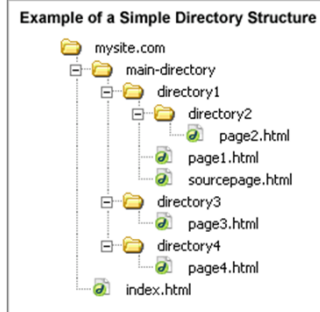 Example of a Simple Directory Structure
mysite.com
main-directory
directory1
directory2
page2.html
page1.html
sourcepage.html
directory3
page3.html
directory4
page4.html
index.html